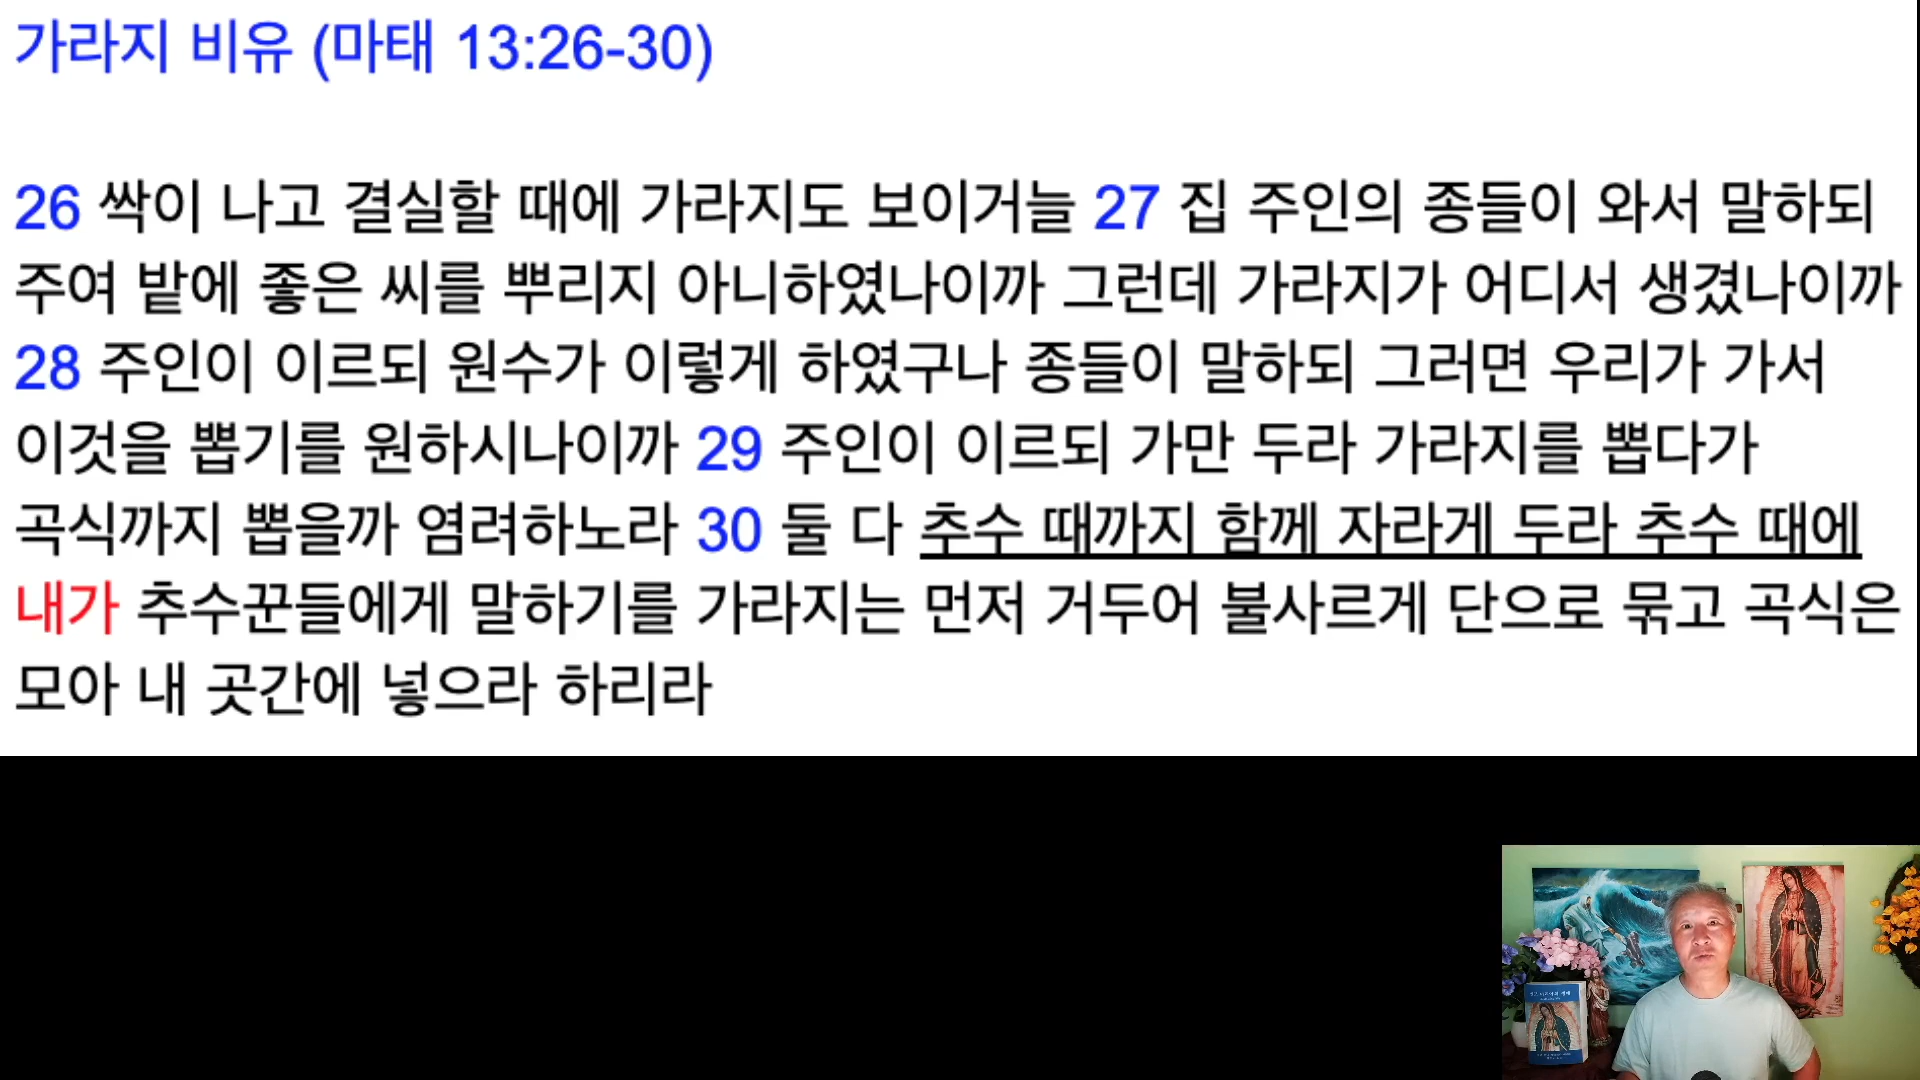 가라지 비유 (마태 13:26-30)
26 싹이 나고 결실할 때에 가라지도 보이거늘 27 집 주인의 종들이 와서 말하되
주여 밭에 좋은 씨를 뿌리지 아니하였나이까 그런데 가라지가 어디서 생겼나이까
28 주인이 이르되 원수가 이렇게 하였구나 종들이 말하되 그러면 우리가 가서
이것을 뽑기를 원하시나이까 29 주인이 이르되 가만 두라 가라지를 뽑다가
곡식까지 뽑을까 염려하노라 30 둘 다 추수 때까지 함께 자라게 두라 추수 때에
내가 추수꾼들에게 말하기를 가라지는 먼저 거두어 불사르게 단으로 묶고 곡식은
모아 내 곳간에 넣으라 하리라